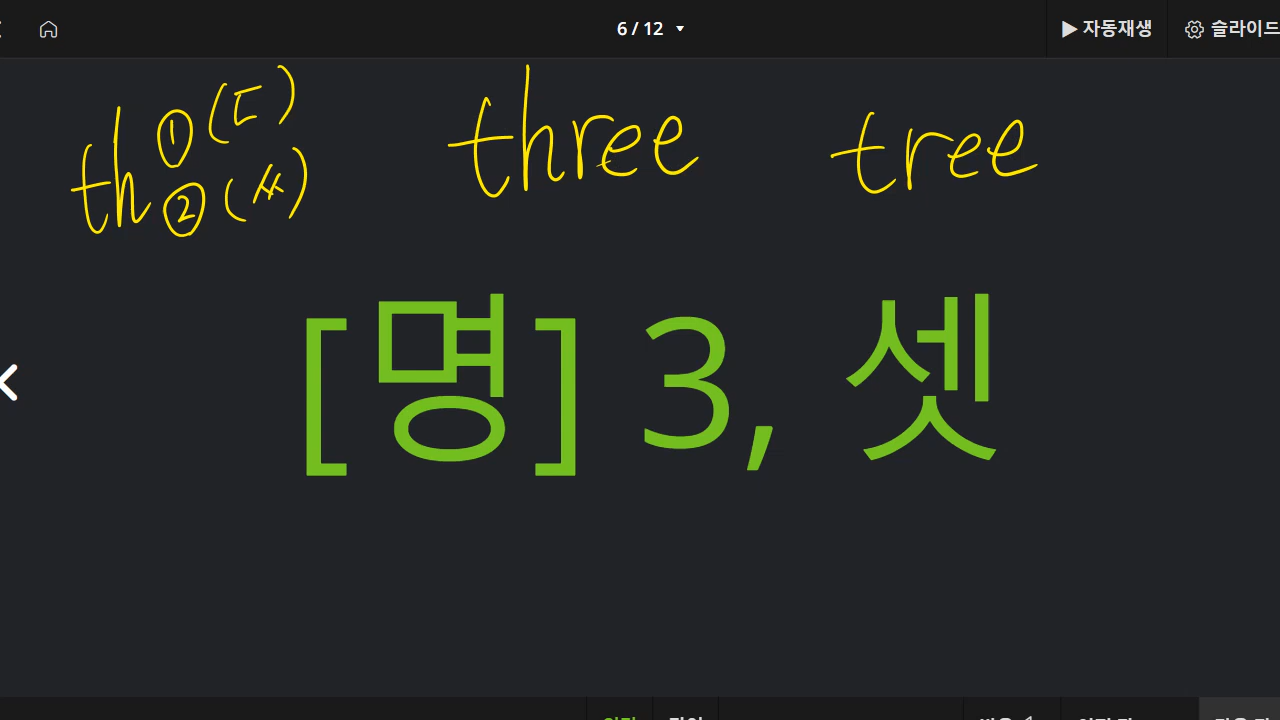 6 / 12
▶ 자동재생
슬라이드
th ① (ㄷ) three tree
② (ㅆ)
[명] 3, 셋